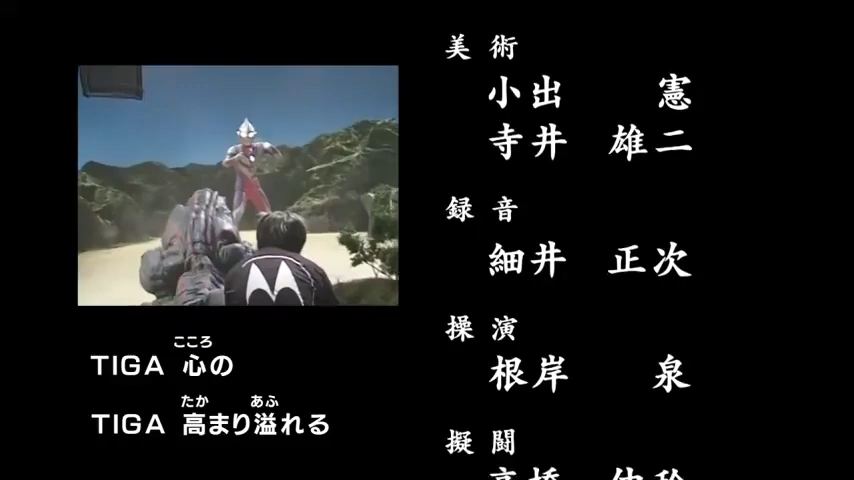 美術
小出 憲
寺井 雄二
録音
細井 正次
操演
根岸 泉
擬闘
こころ
TIGA 心の
たか あふ
TIGA 高まり溢れる